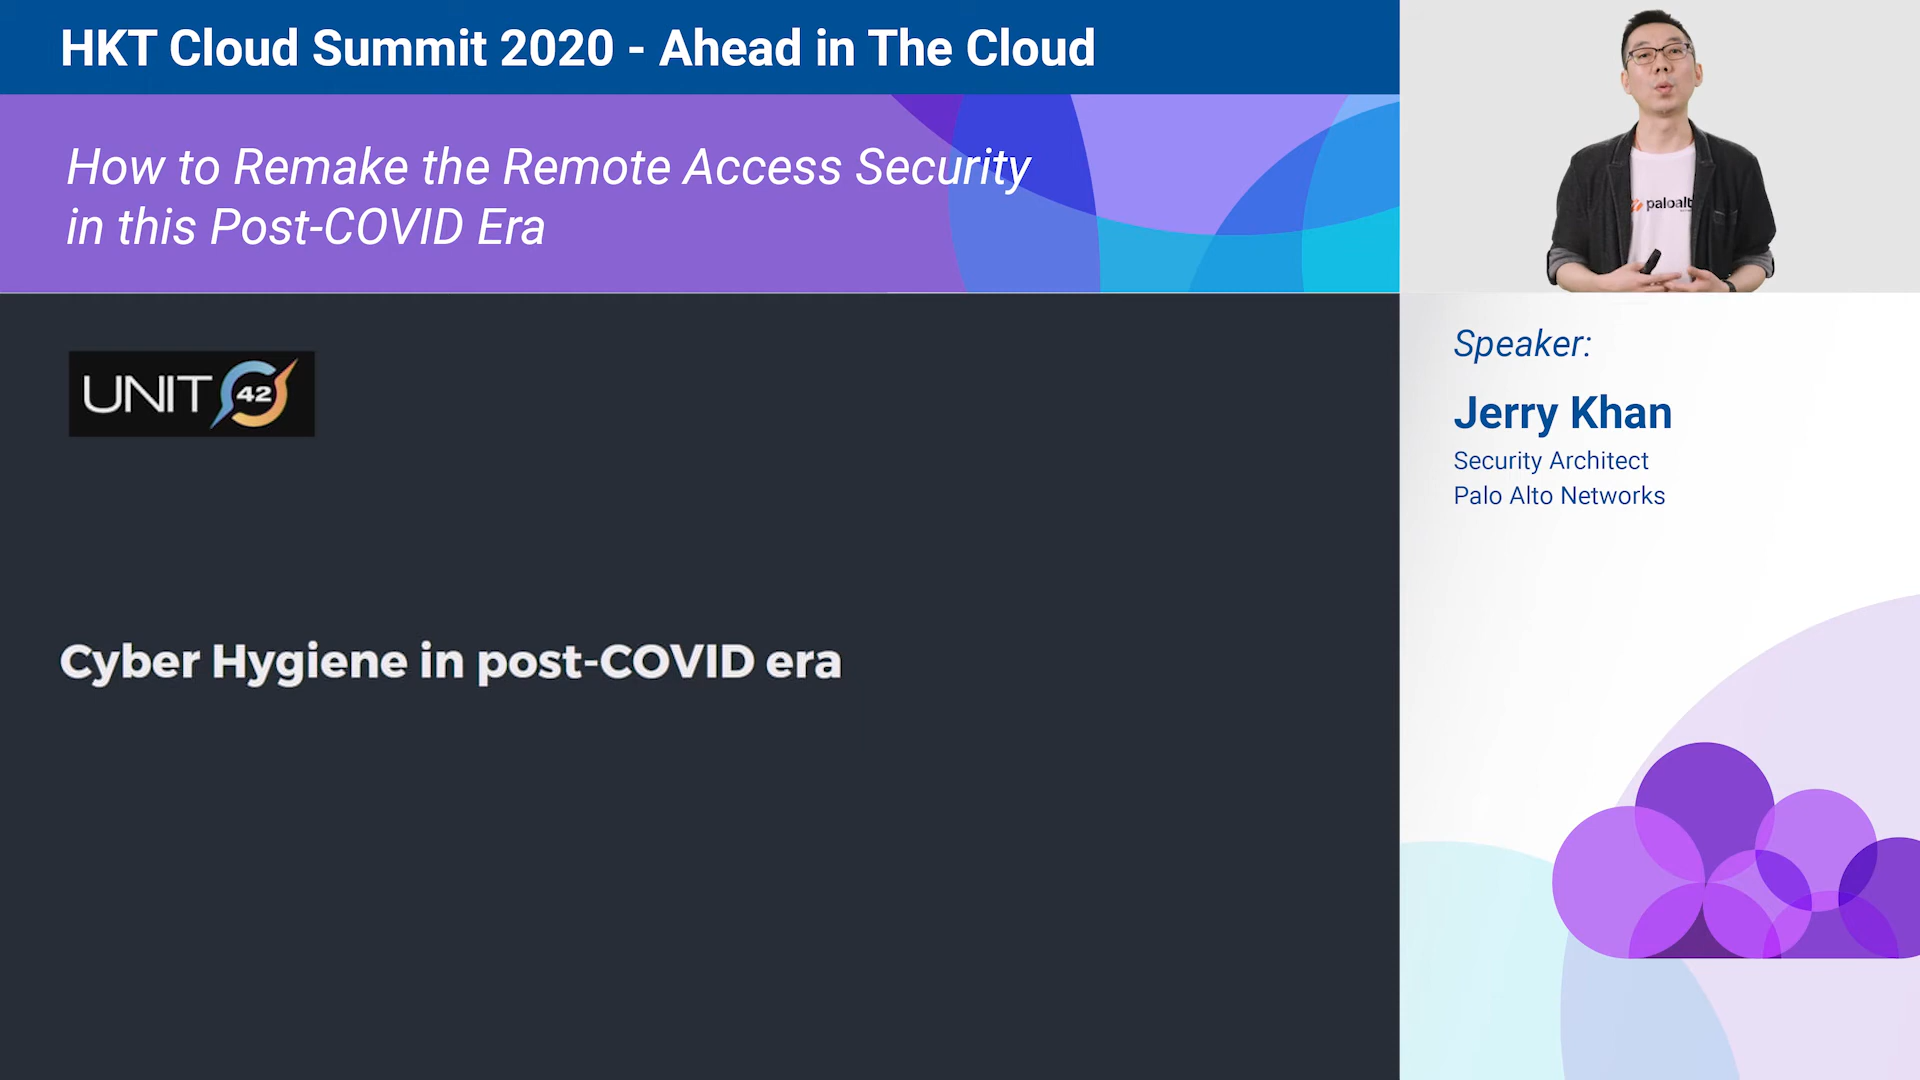 HKT Cloud Summit 2020 - Ahead in The Cloud
How to Remake the Remote Access Security
in this Post-COVID Era
paloalt
Speaker:
Jerry Khan
Security Architect
Palo Alto Networks
UNIT 42
Cyber Hygiene in post-COVID era